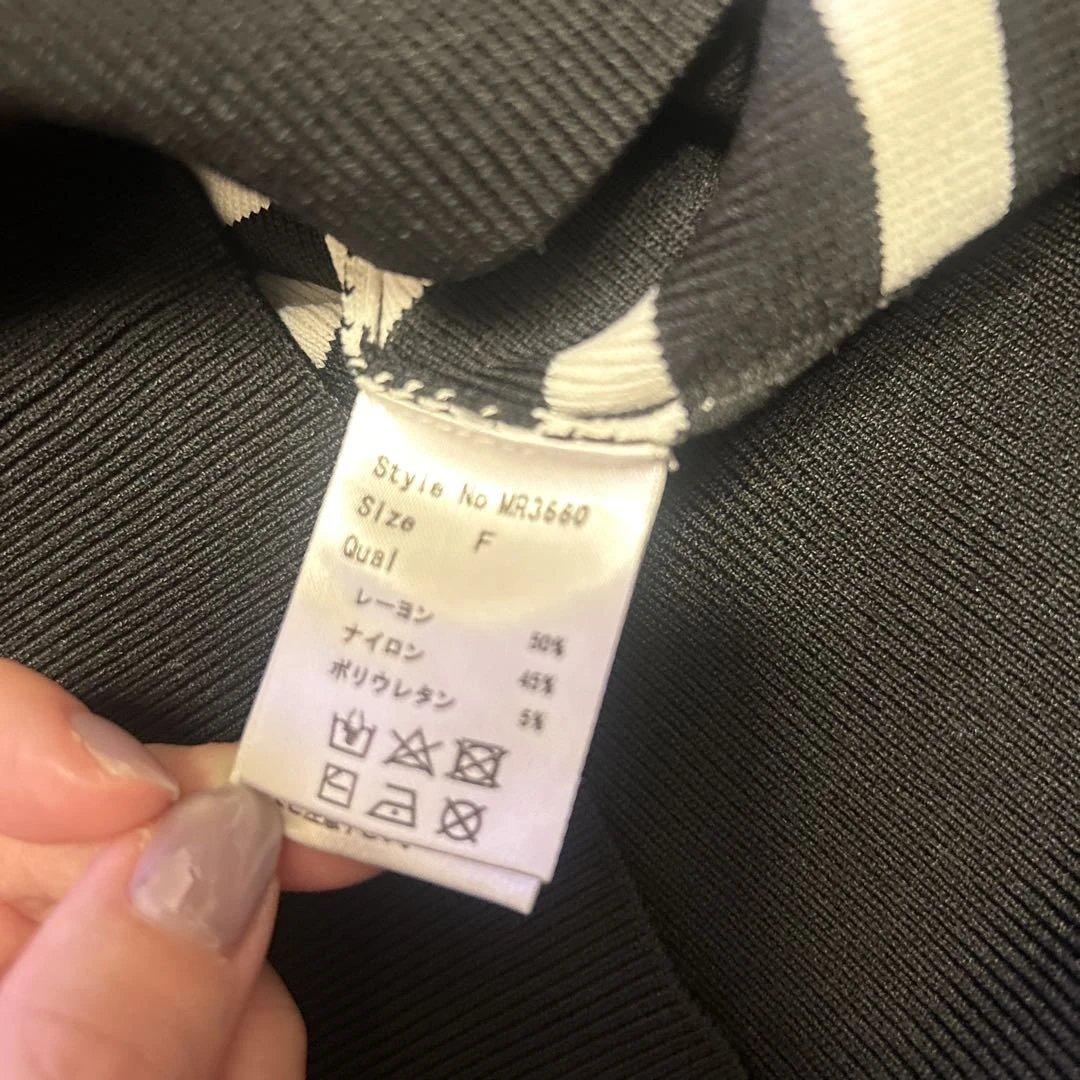 Style No MR3660
Size F
Qual
レーヨン 50%
ナイロン 45%
ポリウレタン 5%